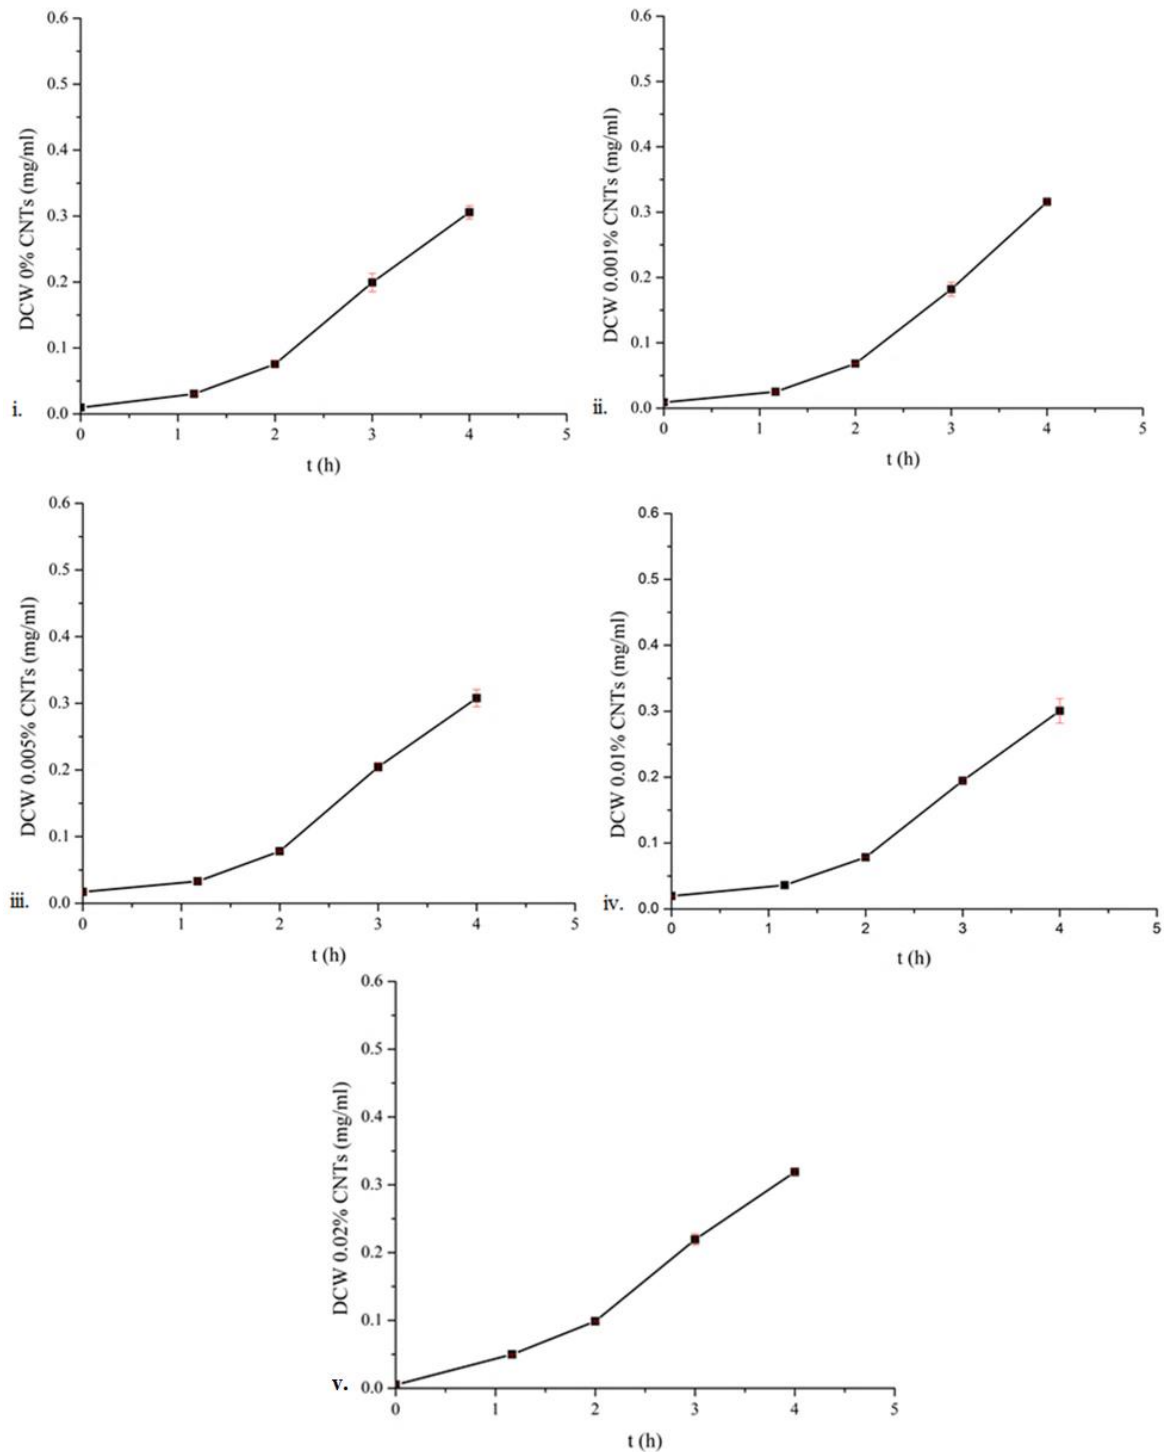 DCW 0% CNTs (mg/ml)
0.6
0.5
0.4
0.3
0.2
0.1
0.0
i.
0 1 2 3 4 5
t (h)
DCW 0.001% CNTs (mg/ml)
0.6
0.5
0.4
0.3
0.2
0.1
0.0
ii.
0 1 2 3 4 5
t (h)
DCW 0.005% CNTs (mg/ml)
0.6
0.5
0.4
0.3
0.2
0.1
0.0
iii.
0 1 2 3 4 5
t (h)
DCW 0.01% CNTs (mg/ml)
0.6
0.5
0.4
0.3
0.2
0.1
0.0
iv.
0 1 2 3 4 5
t (h)
DCW 0.02% CNTs (mg/ml)
0.6
0.5
0.4
0.3
0.2
0.1
0.0
v.
0 1 2 3 4 5
t (h)